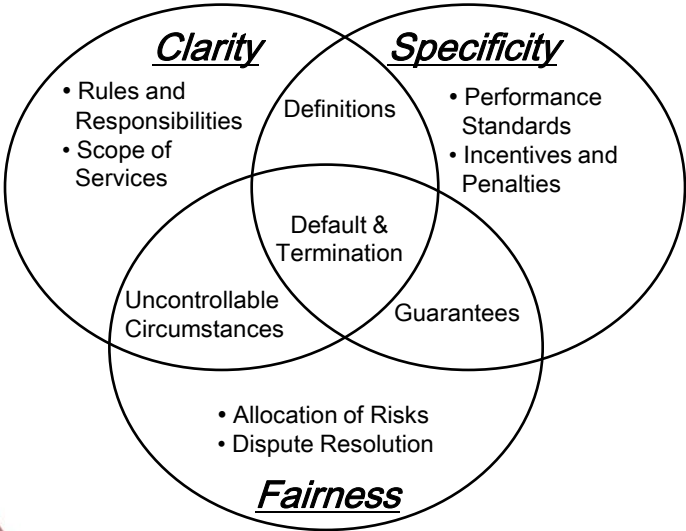 Clarity
Specificity
• Rules and
Responsibilities
• Scope of
Services
Definitions
• Performance
Standards
• Incentives and
Penalties
Default &
Termination
Uncontrollable
Circumstances
Guarantees
• Allocation of Risks
• Dispute Resolution
Fairness